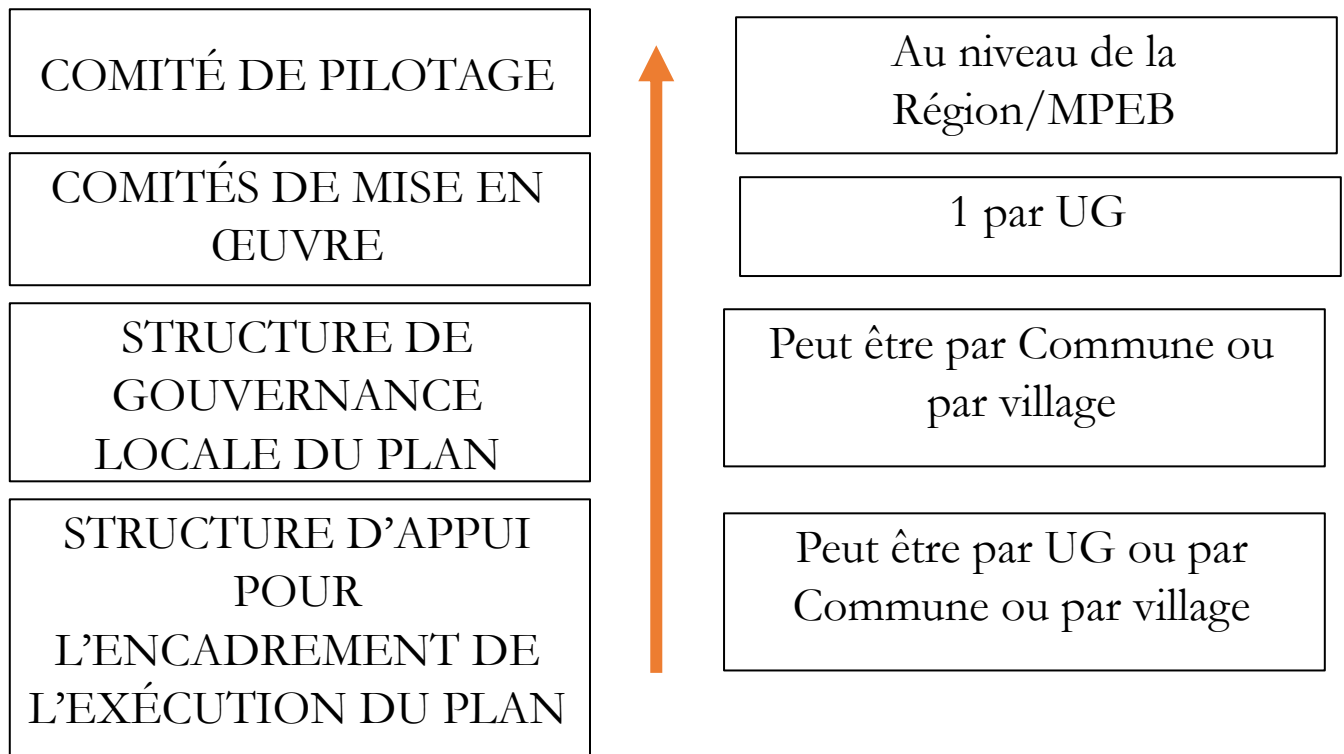 COMITÉ DE PILOTAGE
Au niveau de la
Région/MPEB
COMITÉS DE MISE EN
ŒUVRE
1 par UG
STRUCTURE DE
GOUVERNANCE
LOCALE DU PLAN
Peut être par Commune ou
par village
STRUCTURE D’APPUI
POUR
L’ENCADREMENT DE
L’EXÉCUTION DU PLAN
Peut être par UG ou par
Commune ou par village